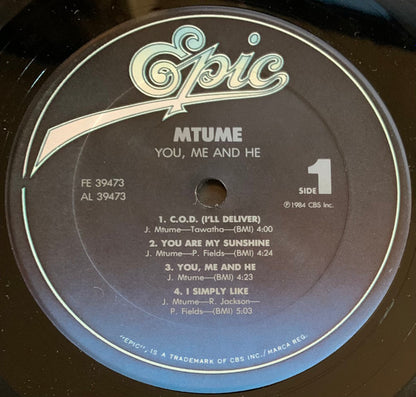 Epic
MTUME
YOU, ME AND HE
FE 39473
AL 39473
SIDE 1
℗1984 CBS Inc.
1. C.O.D. (I'LL DELIVER)
J. Mtume—Tawatha—(BMI) 4:00
2. YOU ARE MY SUNSHINE
J. Mtume—P. Fields—(BMI) 4:24
3. YOU, ME AND HE
J. Mtume—(BMI) 4:23
4. I SIMPLY LIKE
J. Mtume—R. Jackson—
P. Fields—(BMI) 5:03
"EPIC", IS A TRADEMARK OF CBS INC./MARCA REG.